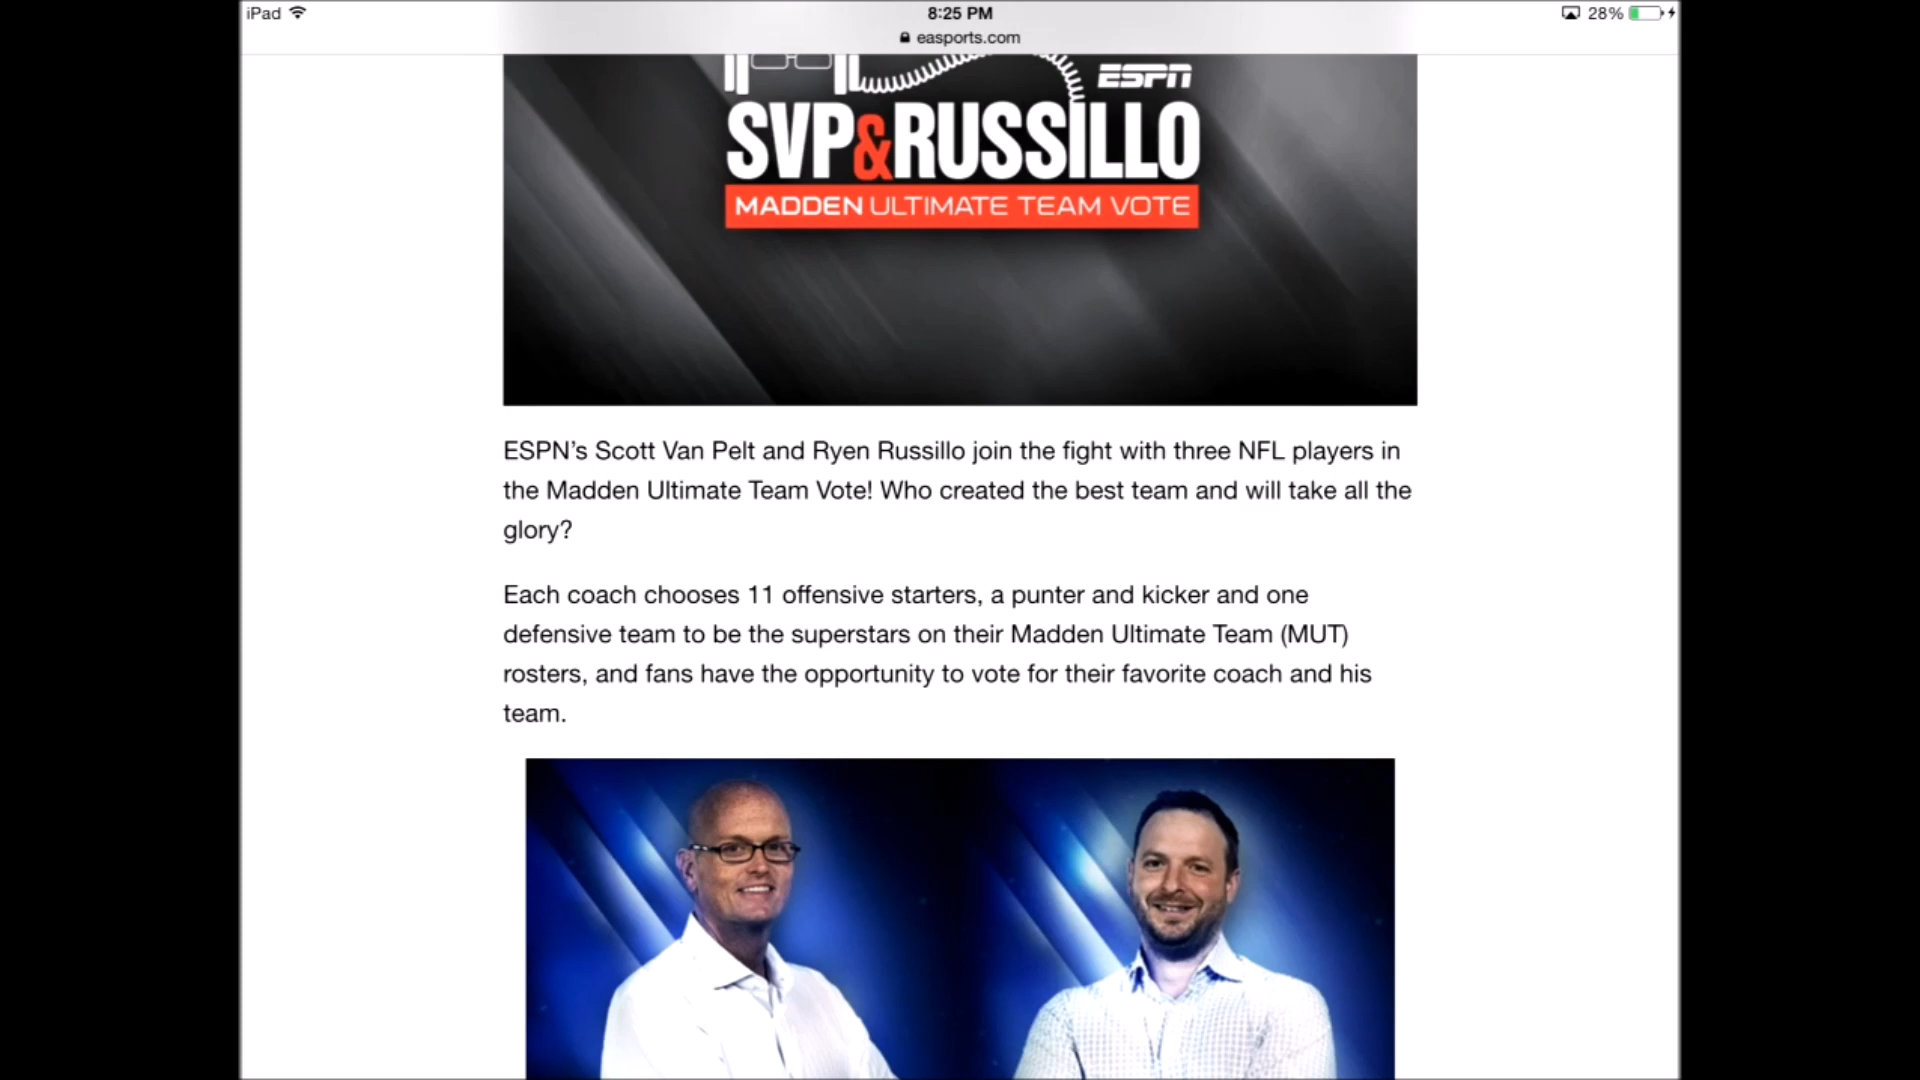 iPad
8:25 PM
28%
easports.com
ESPN
SVP&RUSSILLO
MADDEN ULTIMATE TEAM VOTE
ESPN’s Scott Van Pelt and Ryen Russillo join the fight with three NFL players in
the Madden Ultimate Team Vote! Who created the best team and will take all the
glory?
Each coach chooses 11 offensive starters, a punter and kicker and one
defensive team to be the superstars on their Madden Ultimate Team (MUT)
rosters, and fans have the opportunity to vote for their favorite coach and his
team.